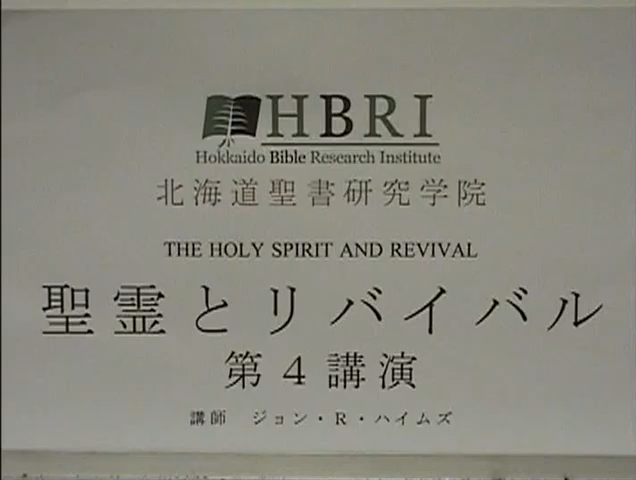 HBRI
Hokkaido Bible Research Institute
北海道聖書研究学院
THE HOLY SPIRIT AND REVIVAL
聖霊とリバイバル
第４講演
講師　ジョン・Ｒ・ハイムズ